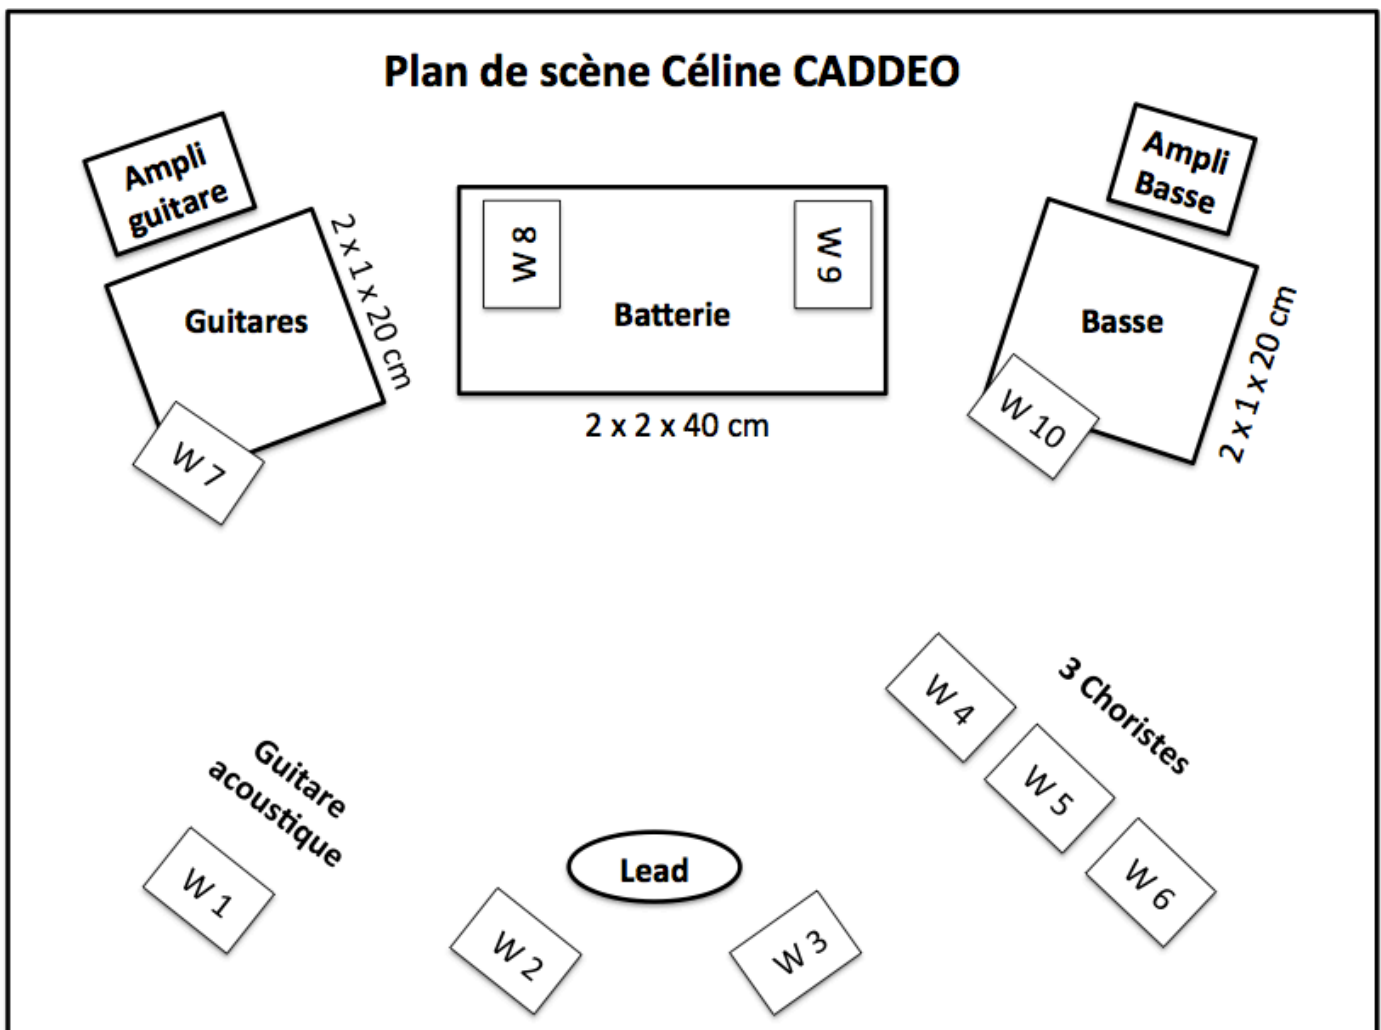 Plan de scène Céline CADDEO
Ampli
guitare
Ampli
Basse
2 x 1 x 20 cm
W 8
W 9
Guitares
Batterie
Basse
2 x 1 x 20 cm
W 7
2 x 2 x 40 cm
W 10
3 Choristes
W 4
W 5
W 6
Guitare
acoustique
W 1
Lead
W 2
W 3